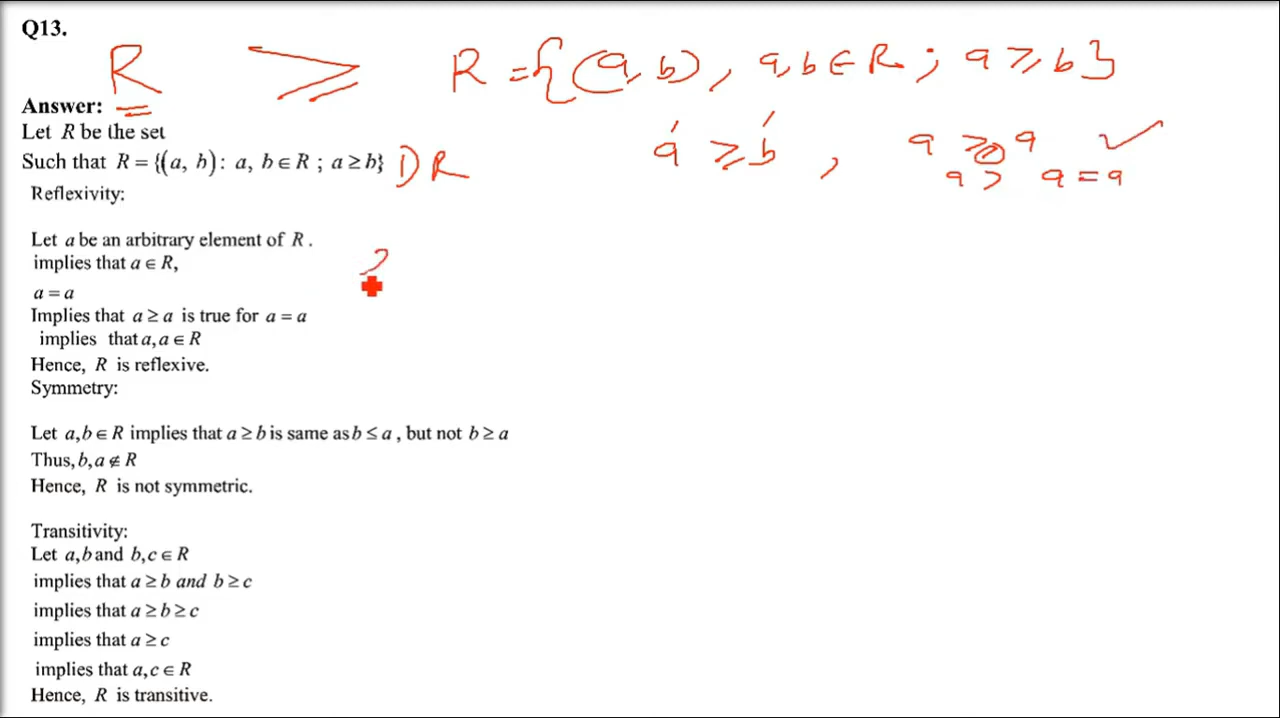 Q13.
R ≥ R = {(a, b), a, b ∈ R ; a ≥ b}
Answer:
Let R be the set
a ≥ b , a ≥ a ✓
Such that R = {(a, b) : a, b ∈ R ; a ≥ b} DR
a > a = a
Reflexivity:
Let a be an arbitrary element of R .
implies that a ∈ R,
2
a = a
Implies that a ≥ a is true for a = a
implies that a, a ∈ R
Hence, R is reflexive.
Symmetry:
Let a, b ∈ R implies that a ≥ b is same as b ≤ a , but not b ≥ a
Thus, b, a ∉ R
Hence, R is not symmetric.
Transitivity:
Let a, b and b, c ∈ R
implies that a ≥ b and b ≥ c
implies that a ≥ b ≥ c
implies that a ≥ c
implies that a, c ∈ R
Hence, R is transitive.